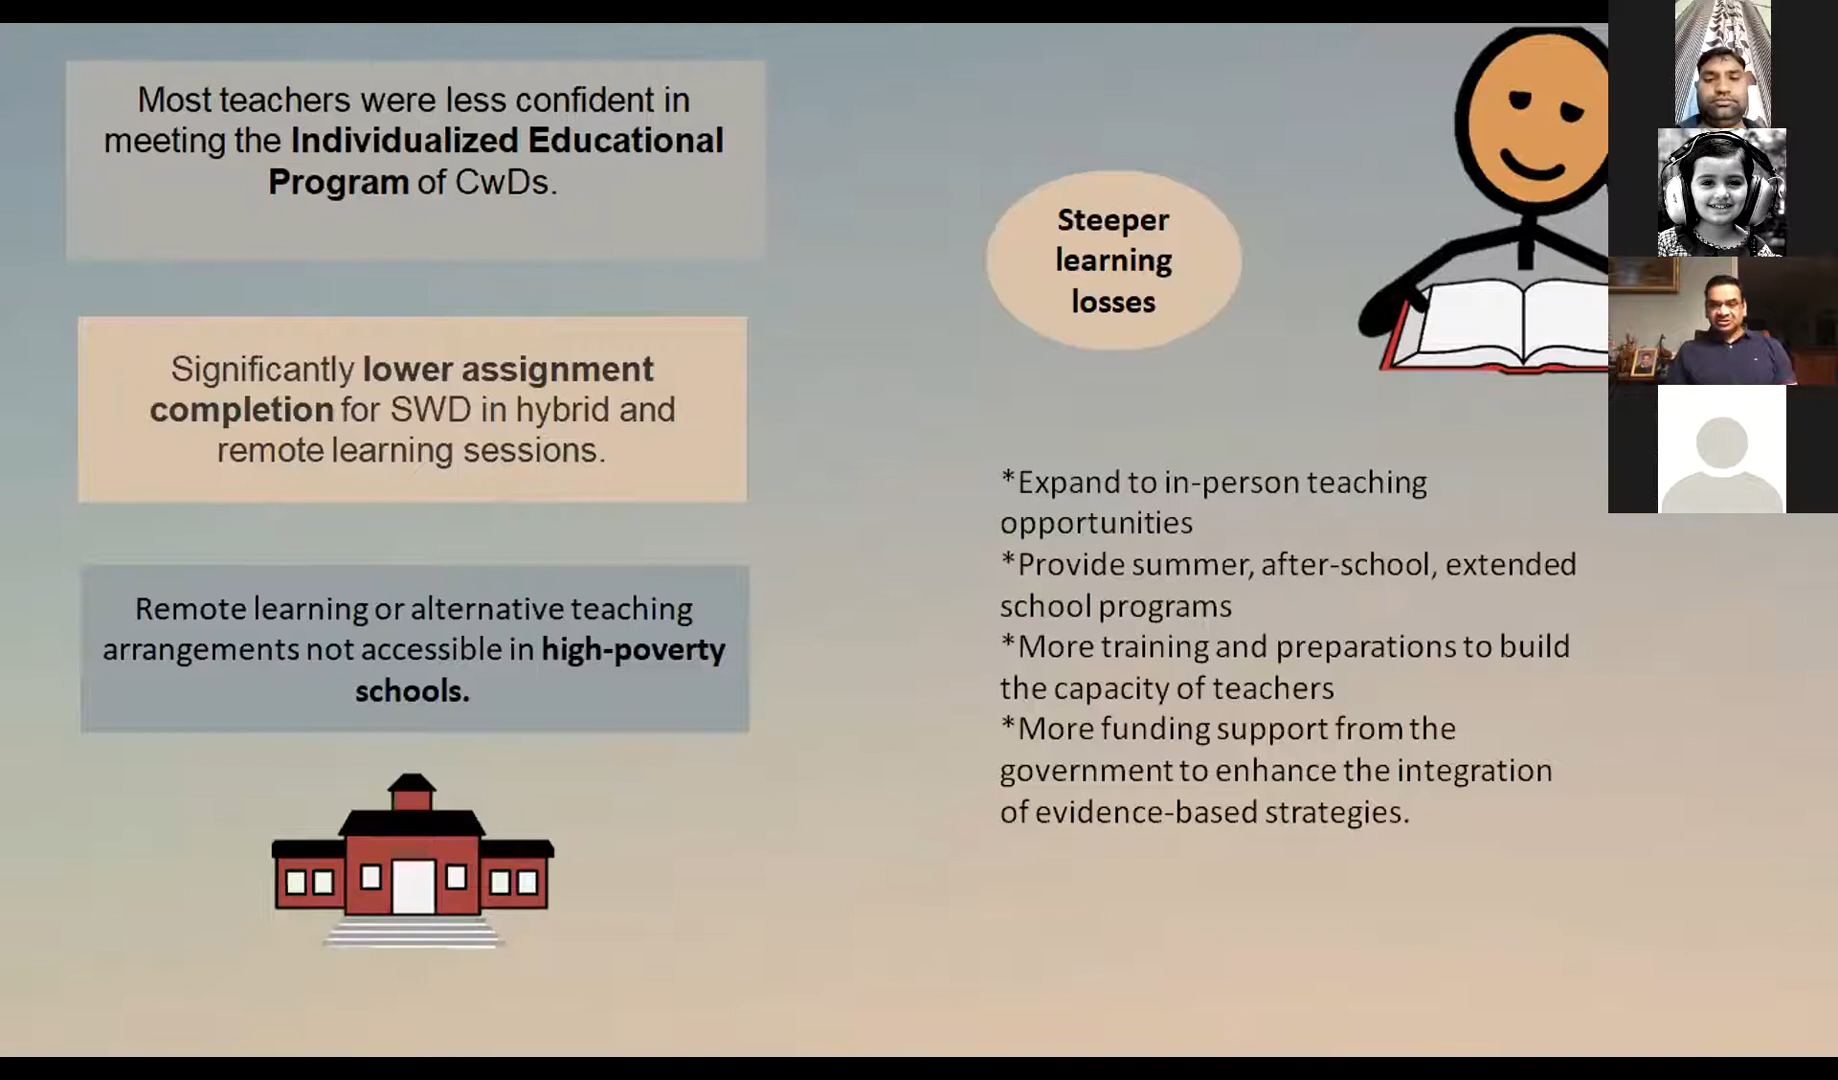 Most teachers were less confident in
meeting the Individualized Educational
Program of CwDs.
Significantly lower assignment
completion for SWD in hybrid and
remote learning sessions.
Remote learning or alternative teaching
arrangements not accessible in high-poverty
schools.
Steeper
learning
losses
*Expand to in-person teaching
opportunities
*Provide summer, after-school, extended
school programs
*More training and preparations to build
the capacity of teachers
*More funding support from the
government to enhance the integration
of evidence-based strategies.